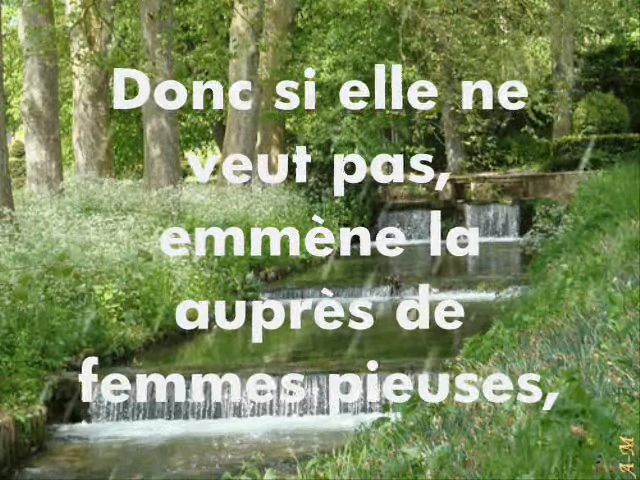 Donc si elle ne
veut pas,
emmène la
auprès de
femmes pieuses,
A-M